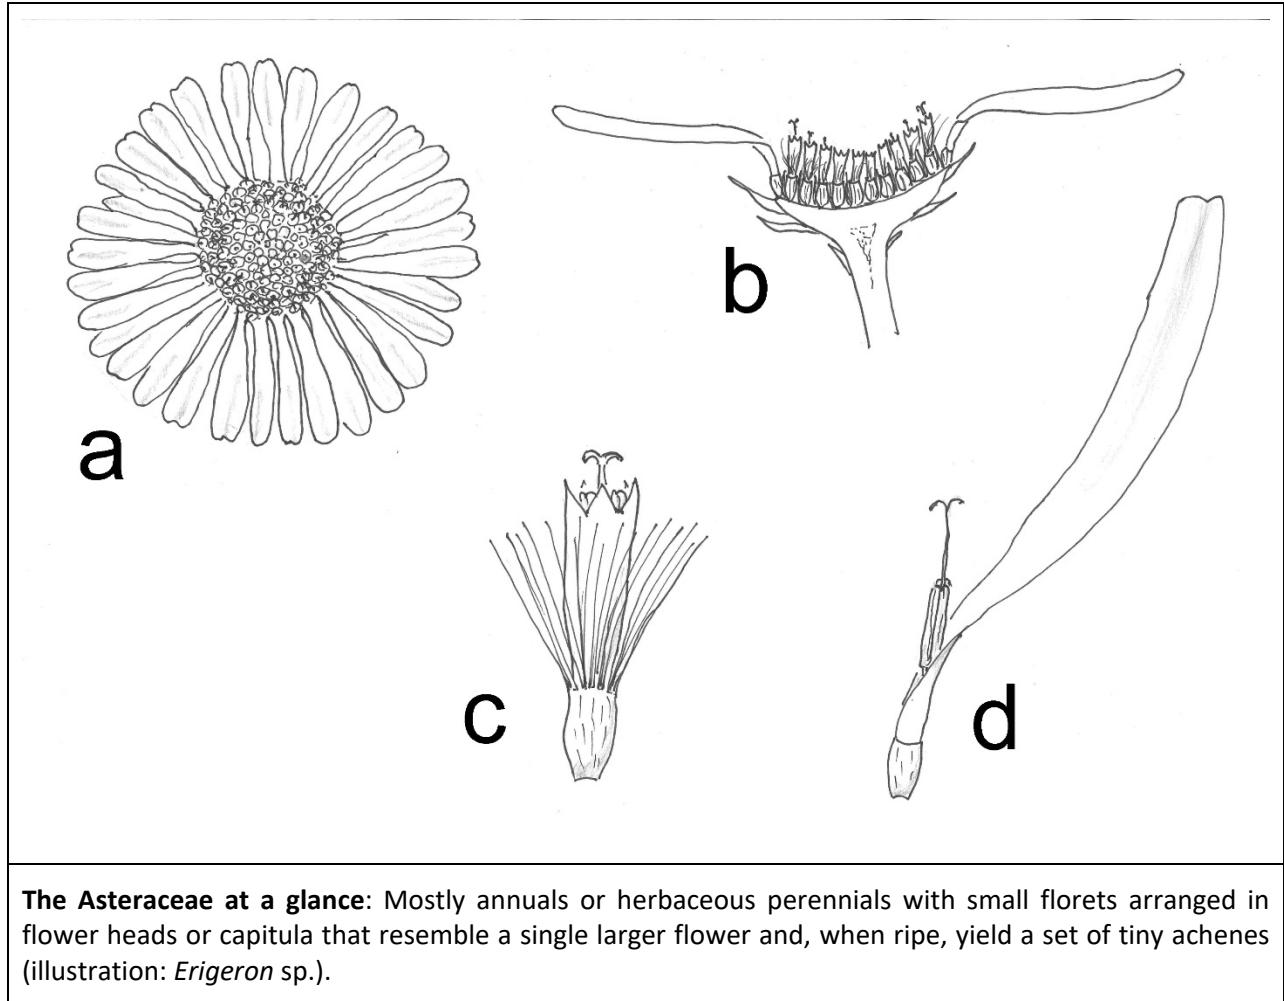 b
a
c
d
The Asteraceae at a glance: Mostly annuals or herbaceous perennials with small florets arranged in
flower heads or capitula that resemble a single larger flower and, when ripe, yield a set of tiny achenes
(illustration: Erigeron sp.).